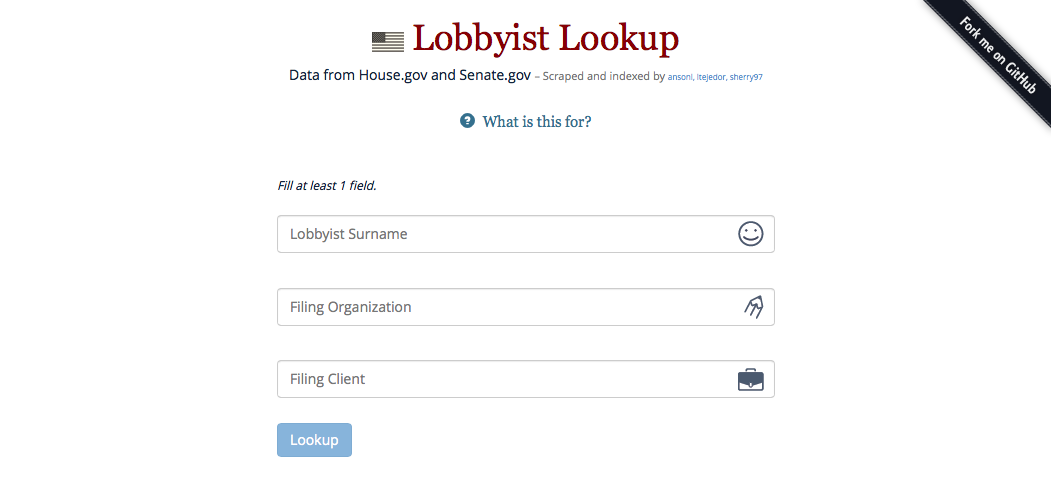 Lobbyist Lookup
Fork me on GitHub
Data from House.gov and Senate.gov – Scraped and indexed by ansonl, ltejedor, sherry97
What is this for?
Fill at least 1 field.
Lobbyist Surname
Filing Organization
Filing Client
Lookup